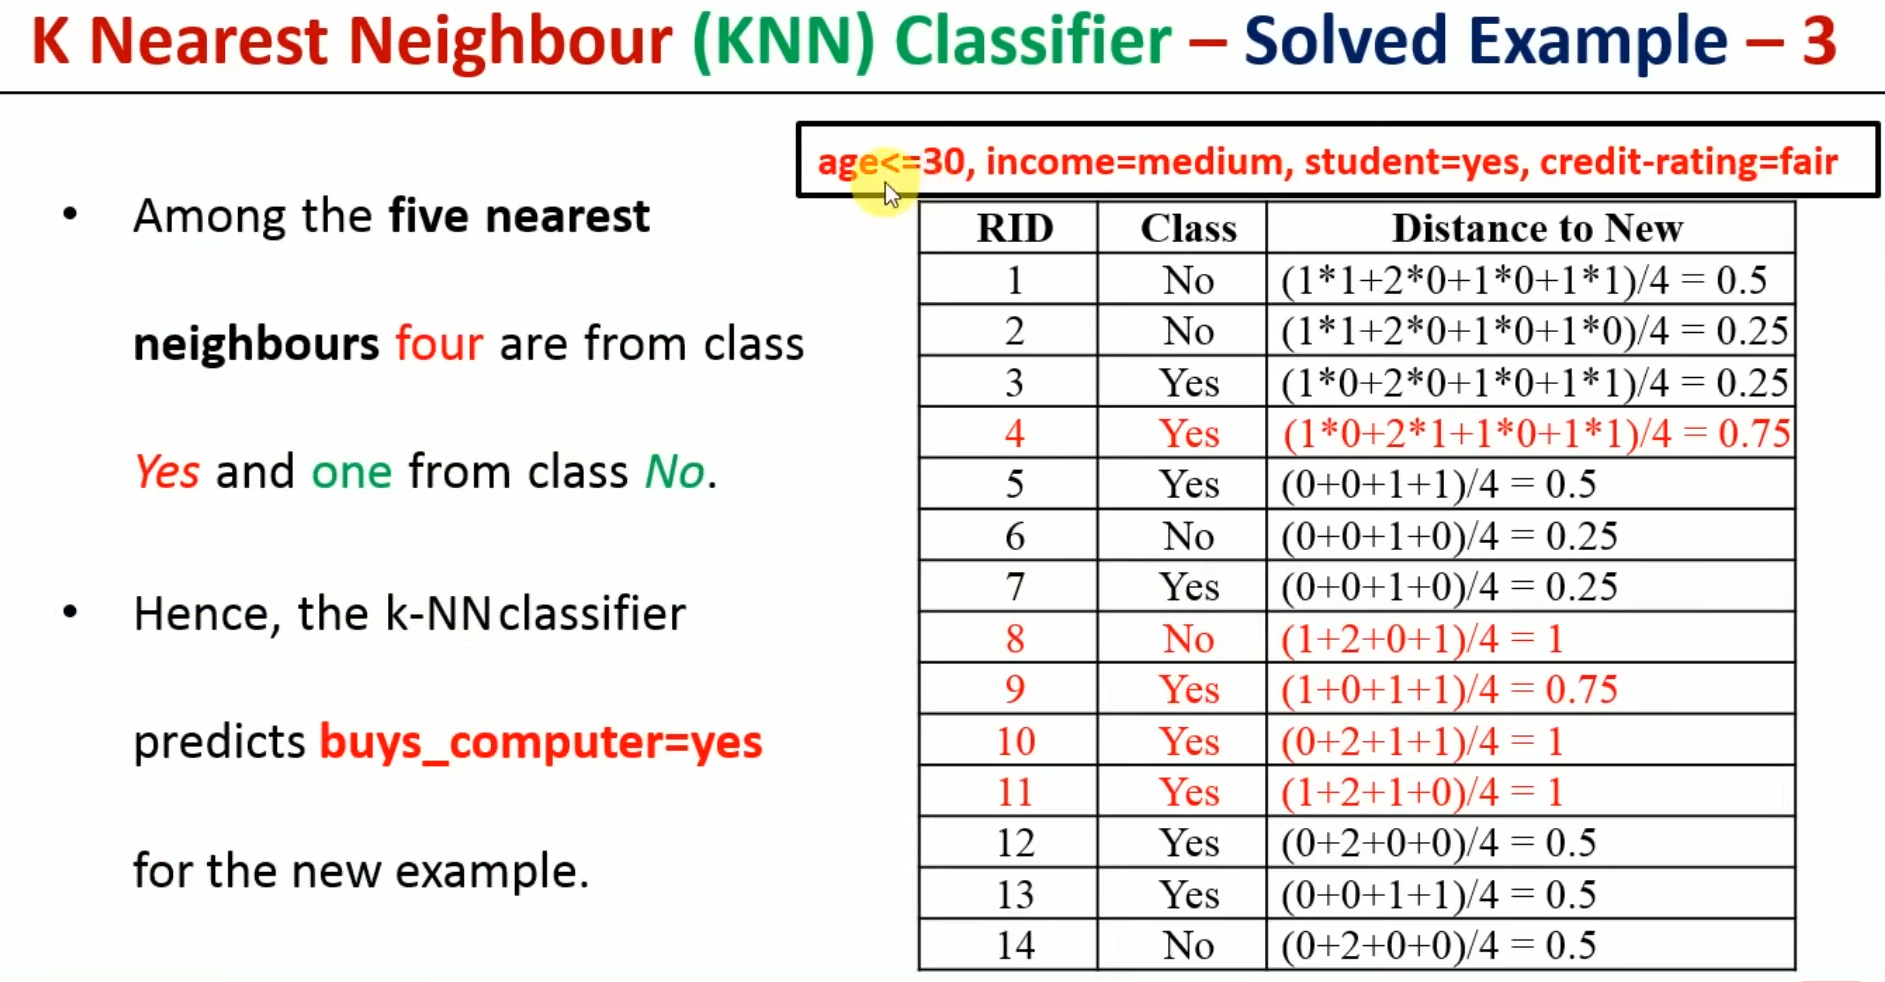 K Nearest Neighbour (KNN) Classifier – Solved Example – 3
age<=30, income=medium, student=yes, credit-rating=fair
• Among the five nearest
neighbours four are from class
Yes and one from class No.
• Hence, the k-NN classifier
predicts buys_computer=yes
for the new example.
RID Class Distance to New
1 No (1*1+2*0+1*0+1*1)/4 = 0.5
2 No (1*1+2*0+1*0+1*0)/4 = 0.25
3 Yes (1*0+2*0+1*0+1*1)/4 = 0.25
4 Yes (1*0+2*1+1*0+1*1)/4 = 0.75
5 Yes (0+0+1+1)/4 = 0.5
6 No (0+0+1+0)/4 = 0.25
7 Yes (0+0+1+0)/4 = 0.25
8 No (1+2+0+1)/4 = 1
9 Yes (1+0+1+1)/4 = 0.75
10 Yes (0+2+1+1)/4 = 1
11 Yes (1+2+1+0)/4 = 1
12 Yes (0+2+0+0)/4 = 0.5
13 Yes (0+0+1+1)/4 = 0.5
14 No (0+2+0+0)/4 = 0.5